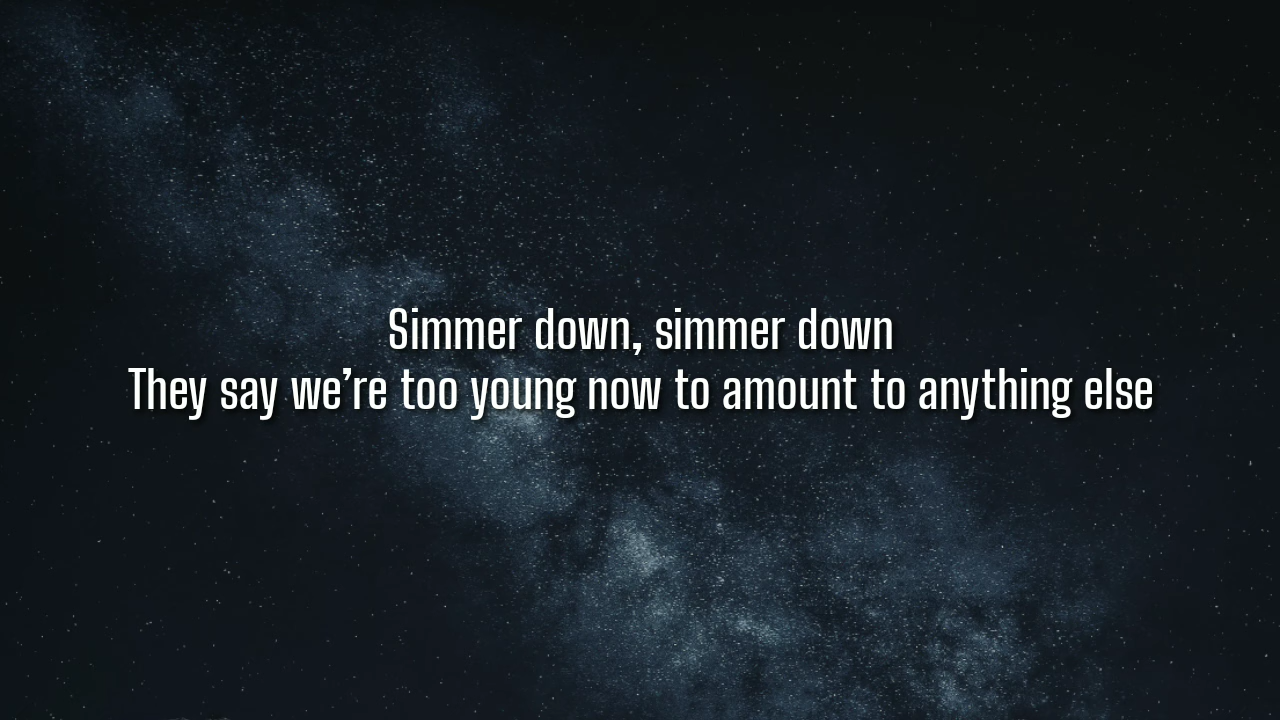 Simmer down, simmer down
They say we’re too young now to amount to anything else